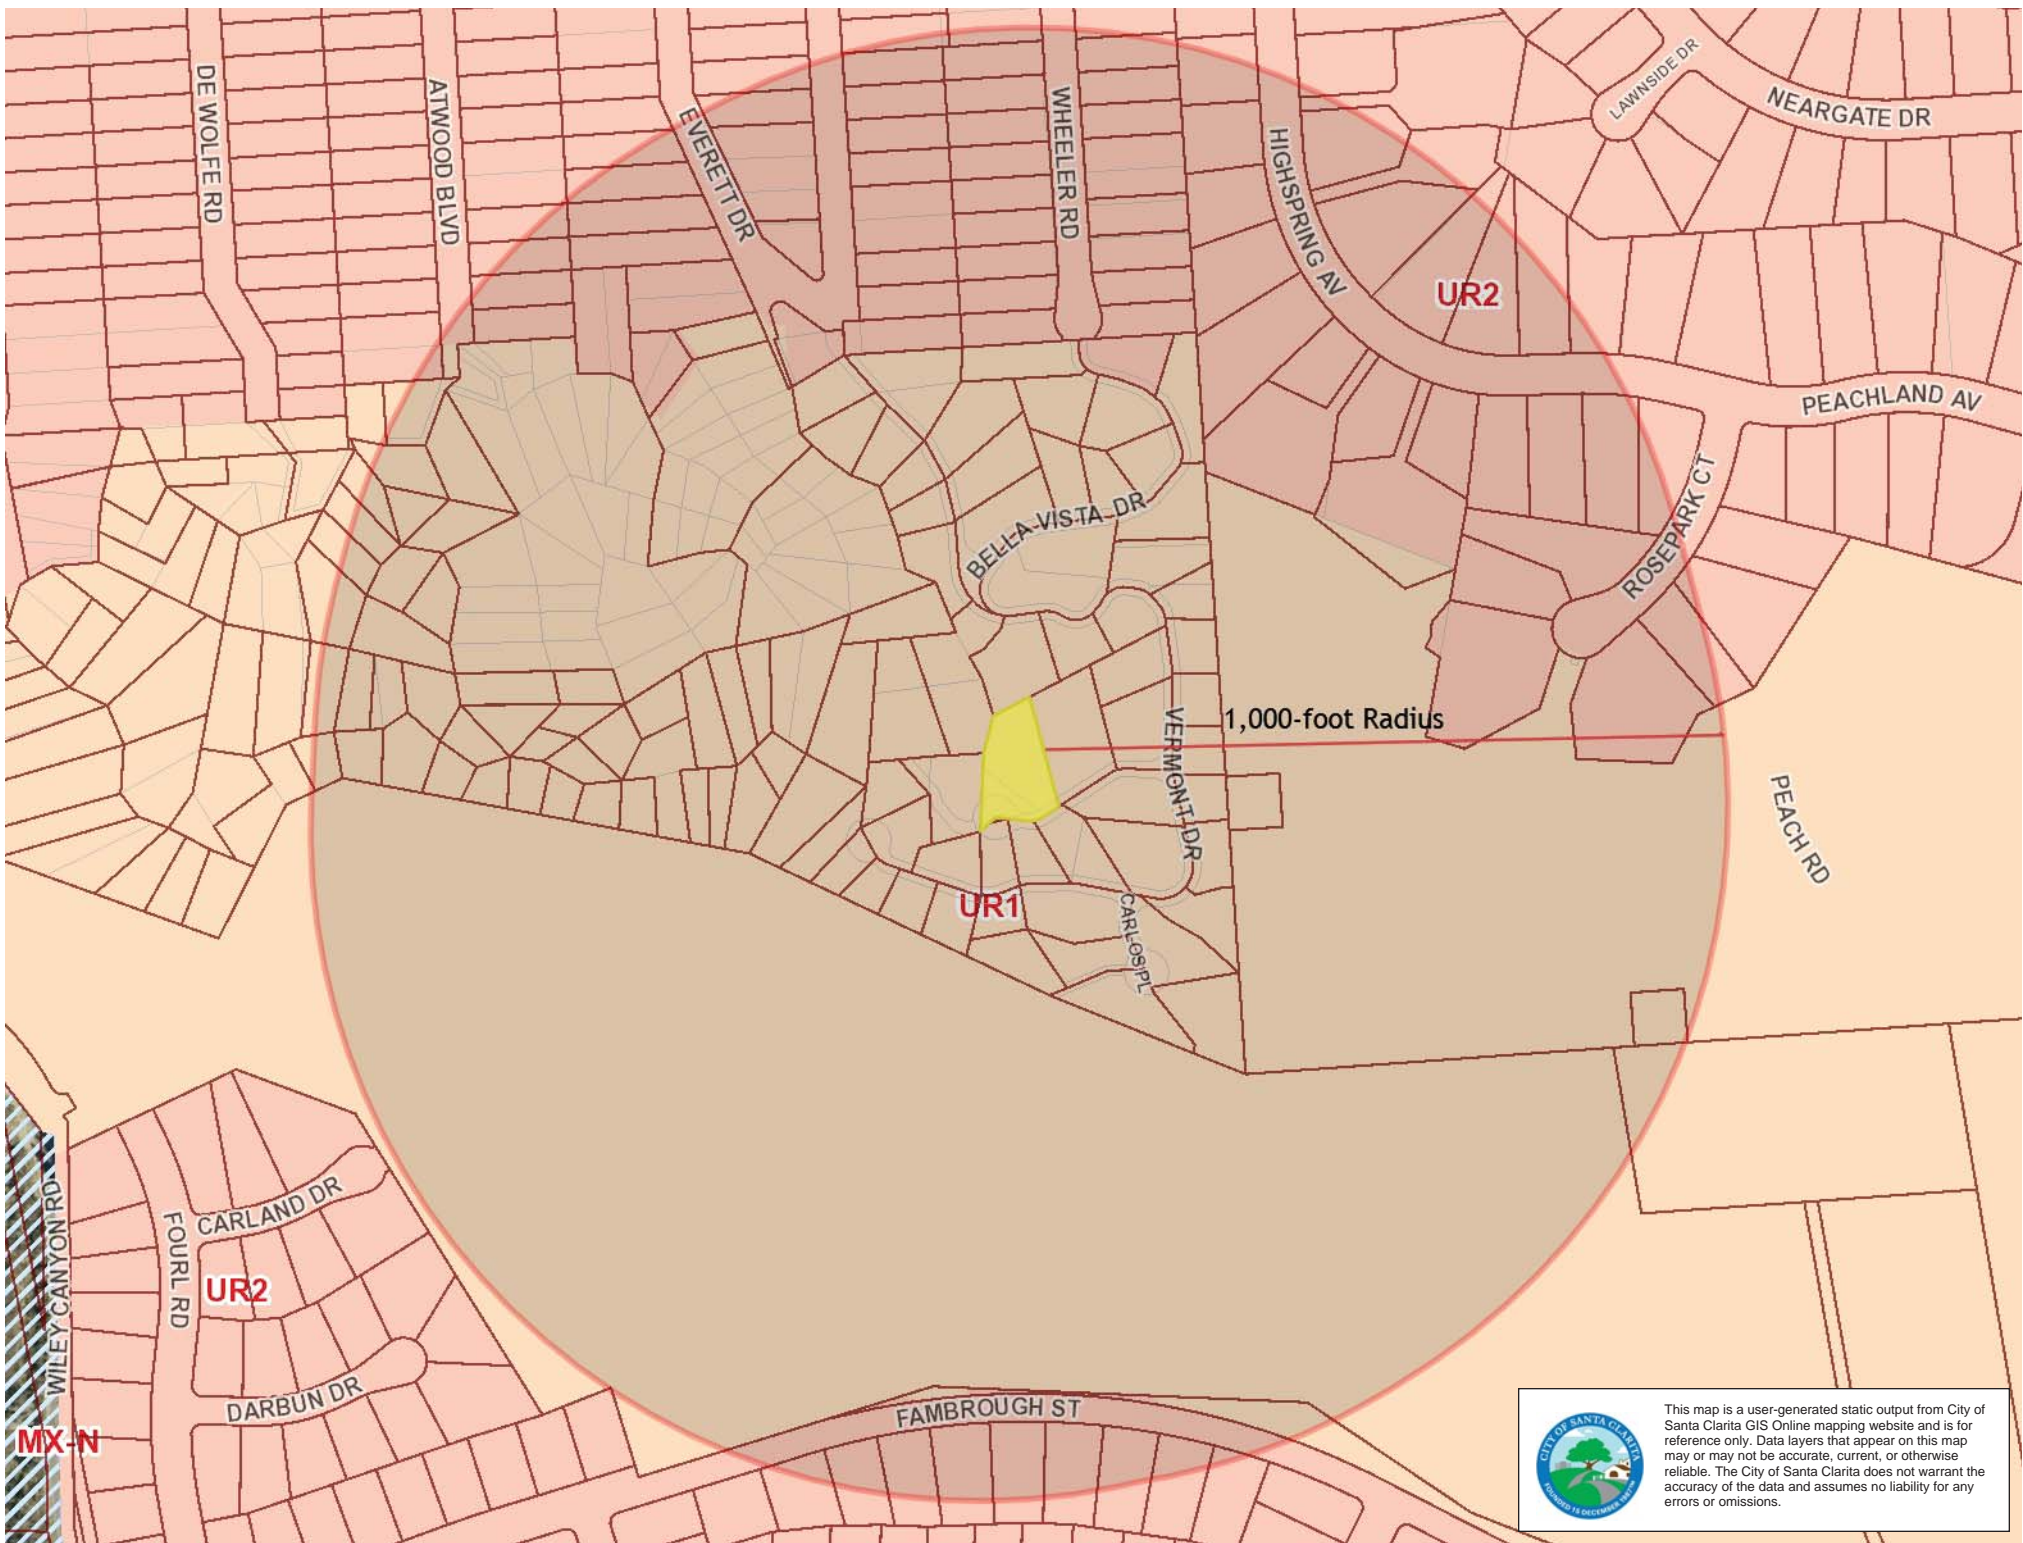 DE WOLFE RD
ATWOOD BLVD
EVERETT DR
WHEELER RD
HIGHSPRING AV
LAWNSIDE DR
NEARGATE DR
UR2
PEACHLAND AV
ROSEPARK CT
BELLA VISTA DR
VERMONT DR
1,000-foot Radius
PEACH RD
UR1
CARLOS PL
WILEY CANYON RD
FOURL RD
CARLAND DR
UR2
DARBUN DR
MX-N
FAMBROUGH ST
CITY OF SANTA CLARITA
FOUNDED 15 DECEMBER 1987
This map is a user-generated static output from City of
Santa Clarita GIS Online mapping website and is for
reference only. Data layers that appear on this map
may or may not be accurate, current, or otherwise
reliable. The City of Santa Clarita does not warrant the
accuracy of the data and assumes no liability for any
errors or omissions.